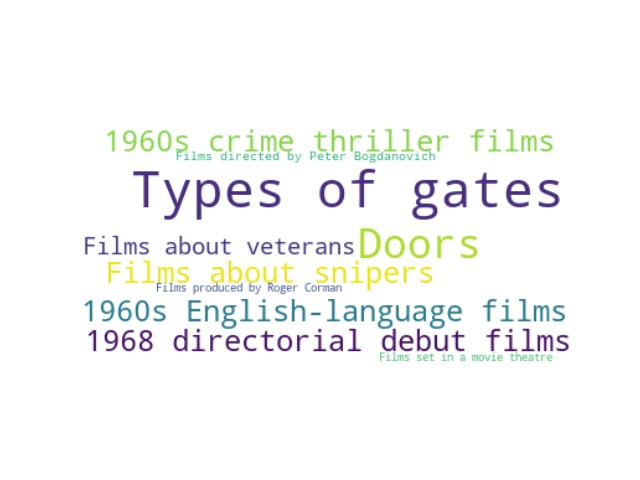 1960s crime thriller films
Films directed by Peter Bogdanovich
Types of gates
Doors
Films about veterans
Films about snipers
Films produced by Roger Corman
1960s English-language films
1968 directorial debut films
Films set in a movie theatre